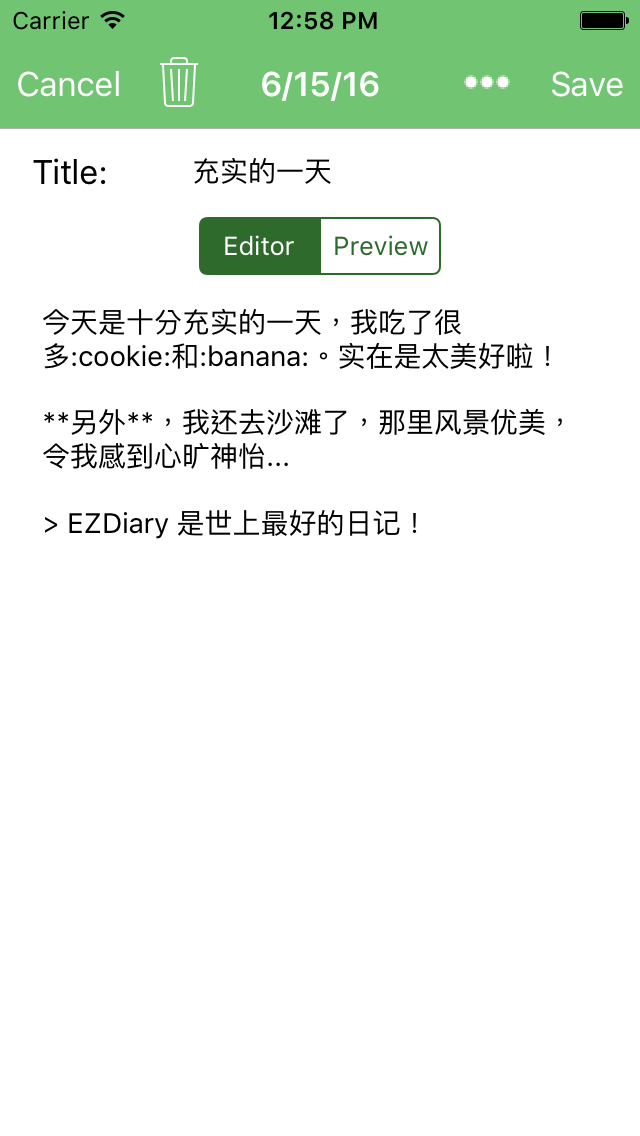 Carrier 12:58 PM
Cancel 6/15/16 ••• Save
Title: 充实的一天
Editor Preview
今天是十分充实的一天，我吃了很
多:cookie:和:banana:。实在是太美好啦！
**另外**，我还去沙滩了，那里风景优美，
令我感到心旷神怡...
> EZDiary 是世上最好的日记！